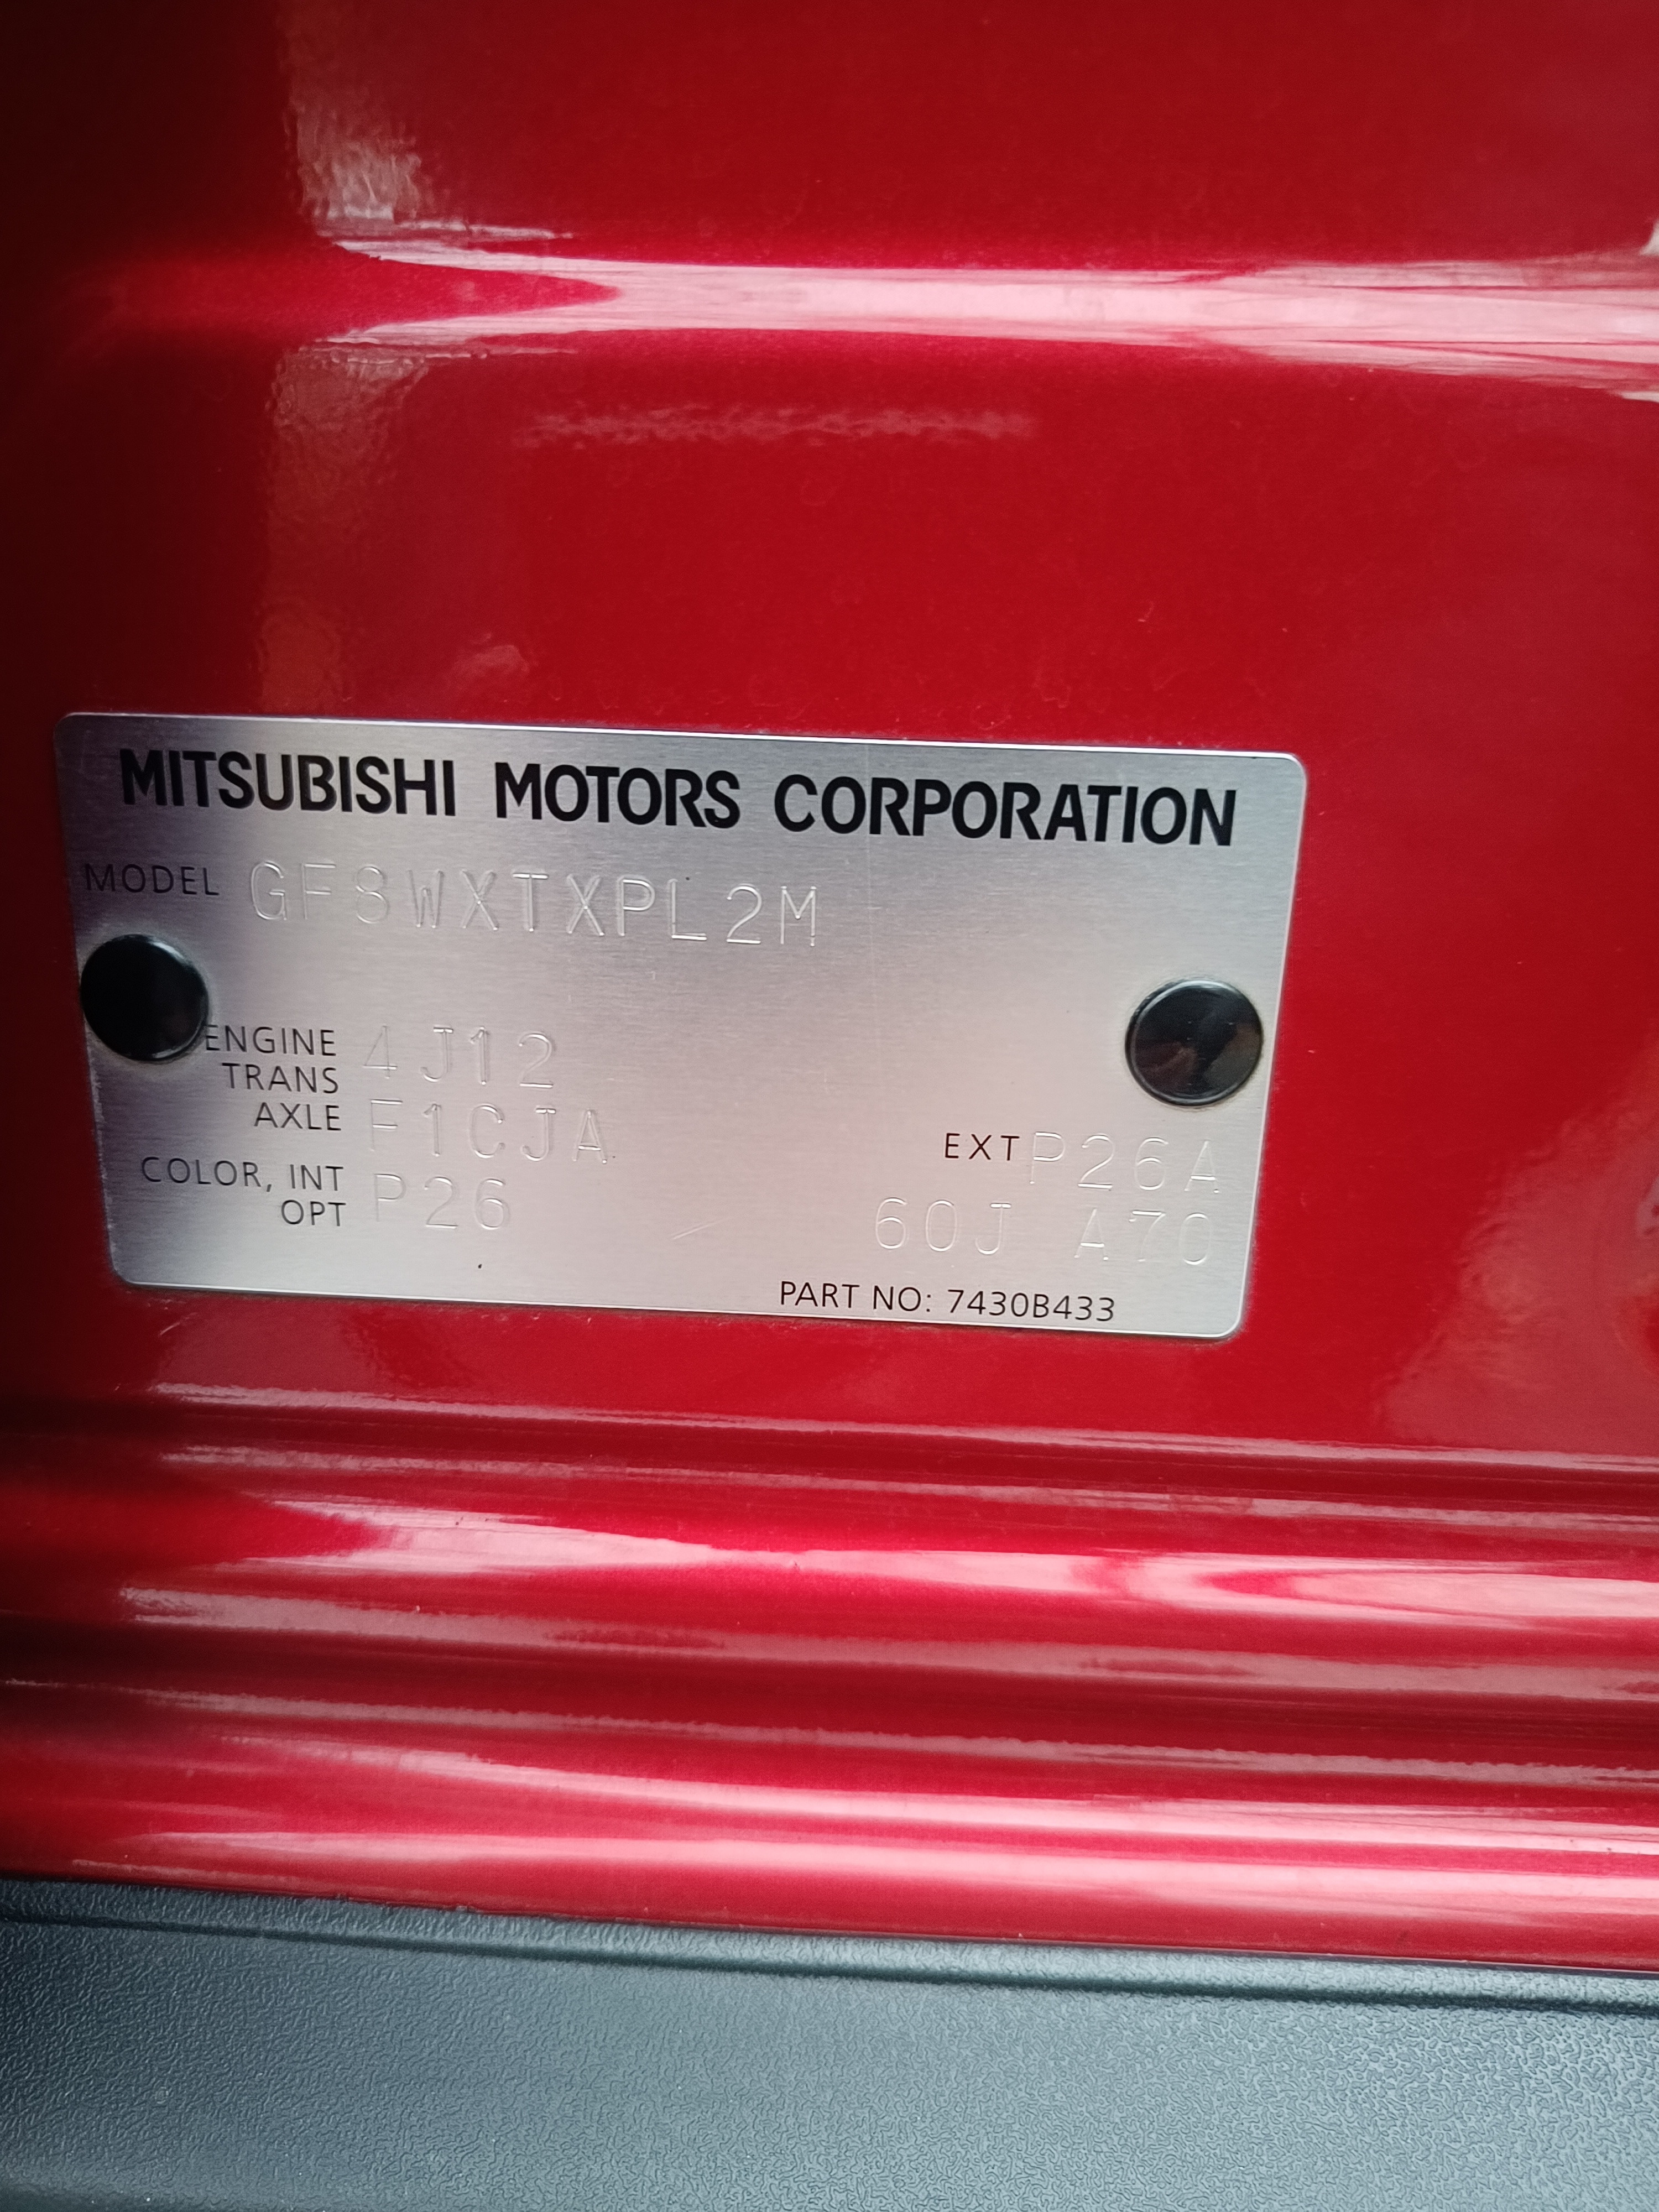 MITSUBISHI MOTORS CORPORATION
MODEL GF8WXTXPL2M
ENGINE 4J12
TRANS
AXLE F1CJA
EXT P26A
COLOR, INT
OPT P26
60J A70
PART NO: 7430B433